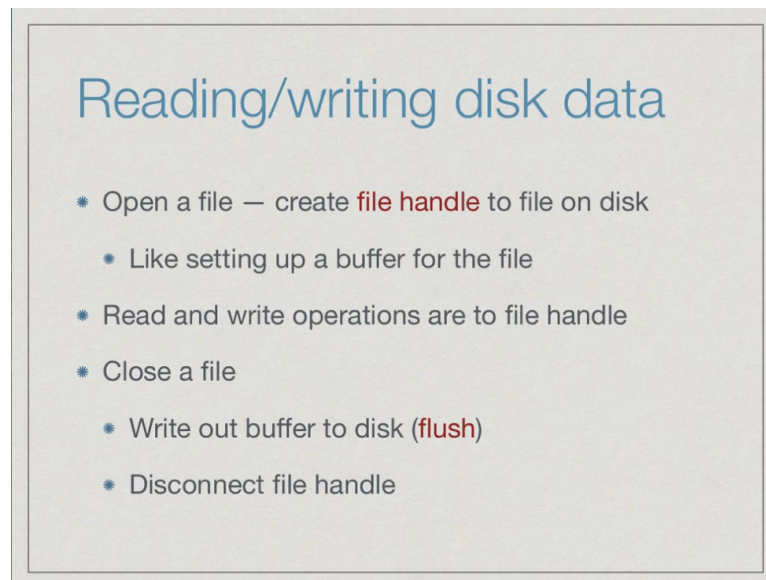 Reading/writing disk data
Open a file — create file handle to file on disk
Like setting up a buffer for the file
Read and write operations are to file handle
Close a file
Write out buffer to disk (flush)
Disconnect file handle